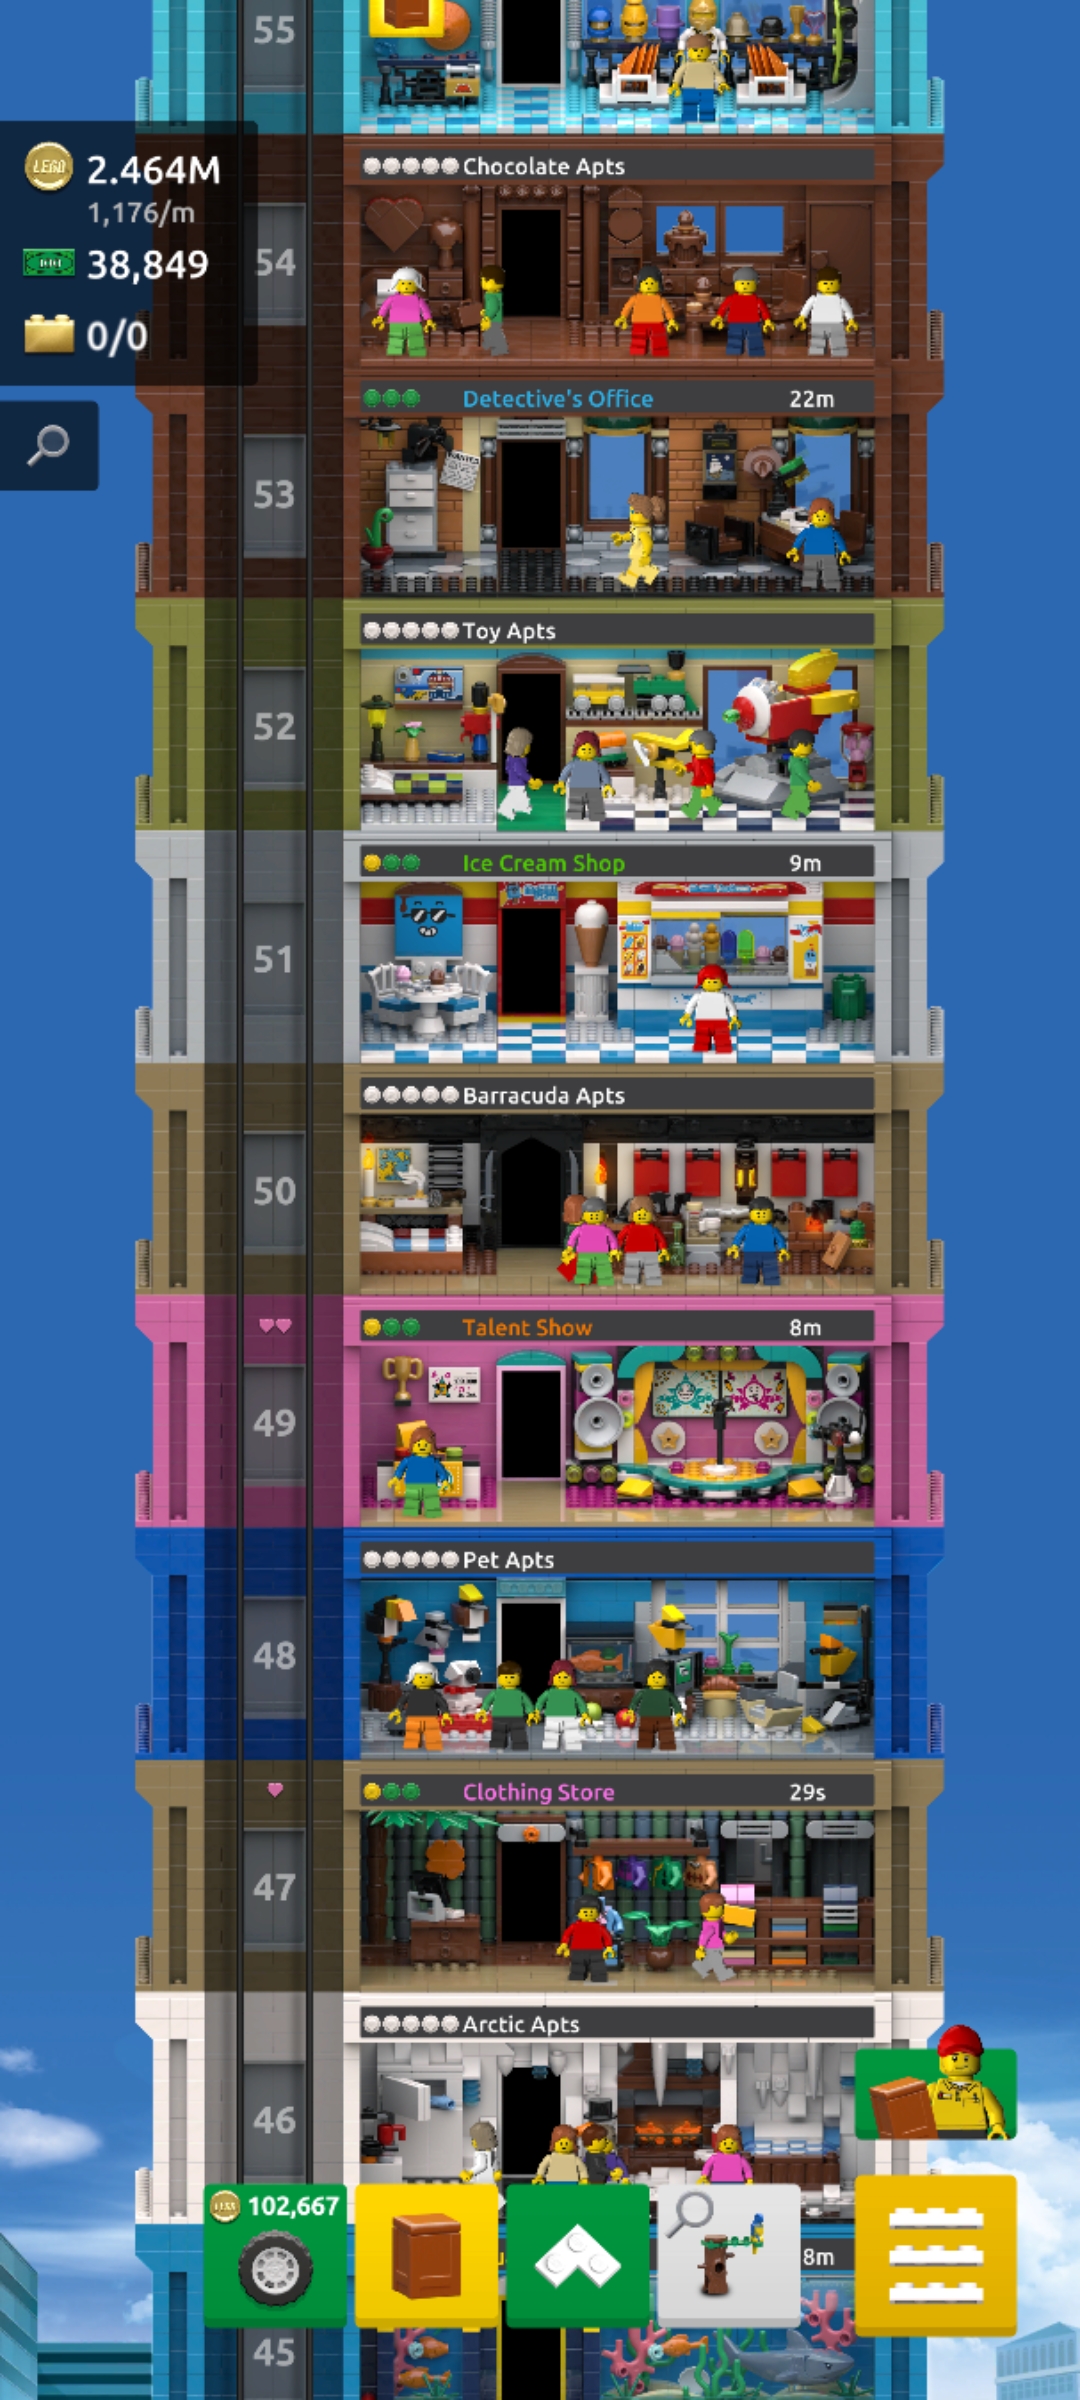 55
LEGO 2.464M
1,176/m
38,849
0/0
Chocolate Apts
54
Detective's Office 22m
WANTED
53
Toy Apts
52
Ice Cream Shop 9m
51
Barracuda Apts
50
Talent Show 8m
49
Pet Apts
48
Clothing Store 29s
47
Arctic Apts
46
102,667
8m
45